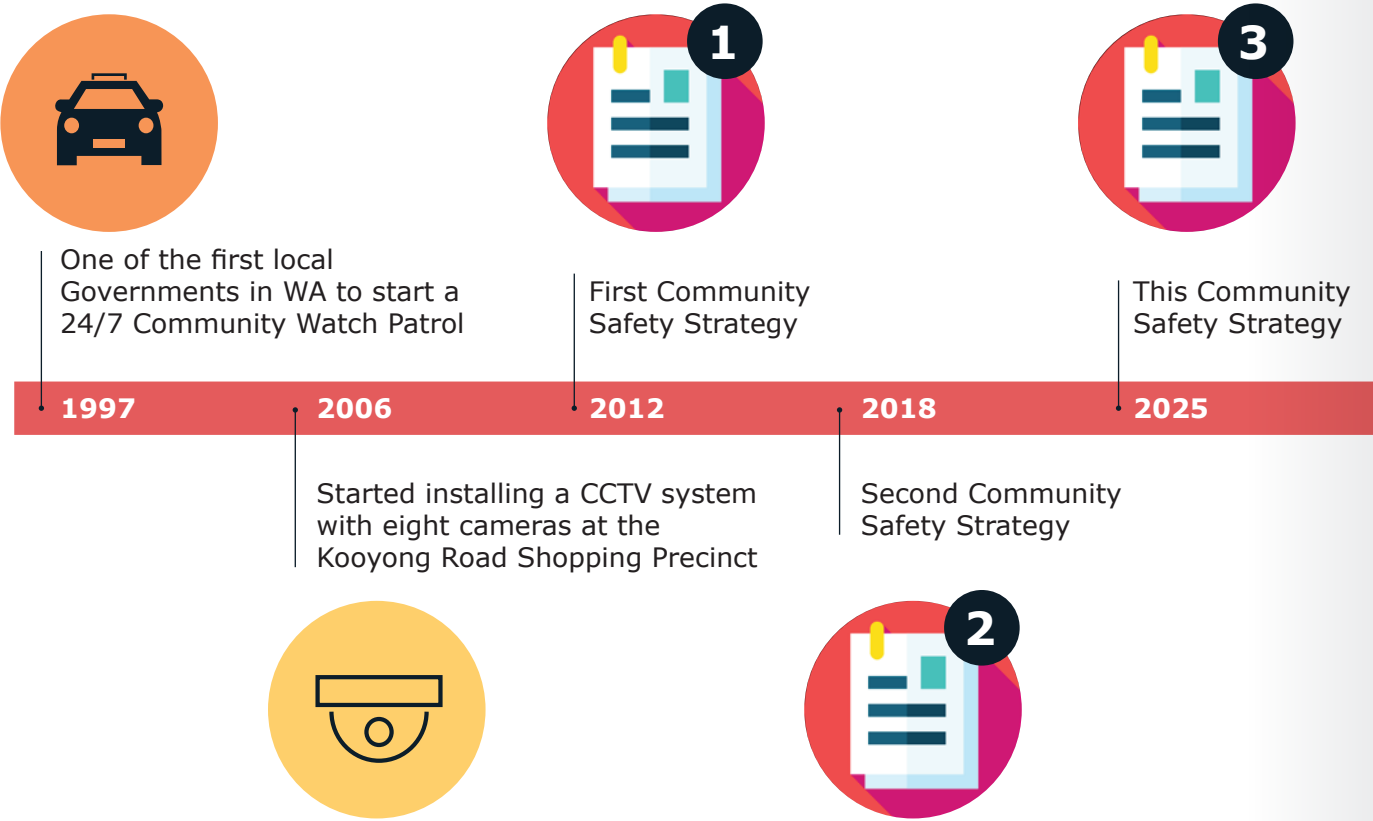 1
3
One of the first local
Governments in WA to start a
24/7 Community Watch Patrol
First Community
Safety Strategy
This Community
Safety Strategy
1997
2006
2012
2018
2025
Started installing a CCTV system
with eight cameras at the
Kooyong Road Shopping Precinct
Second Community
Safety Strategy
2